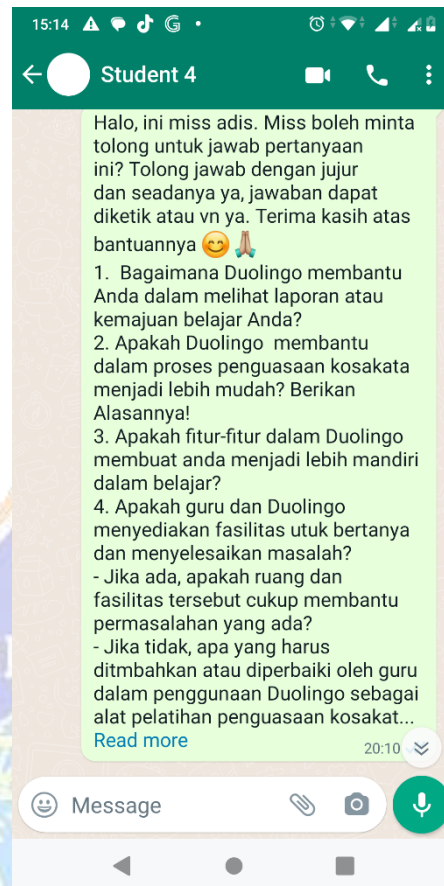 15:14
Student 4
Halo, ini miss adis. Miss boleh minta
tolong untuk jawab pertanyaan
ini? Tolong jawab dengan jujur
dan seadanya ya, jawaban dapat
diketik atau vn ya. Terima kasih atas
bantuannya 😊 🙏🏼
1.  Bagaimana Duolingo membantu
Anda dalam melihat laporan atau
kemajuan belajar Anda?
2. Apakah Duolingo  membantu
dalam proses penguasaan kosakata
menjadi lebih mudah? Berikan
Alasannya!
3. Apakah fitur-fitur dalam Duolingo
membuat anda menjadi lebih mandiri
dalam belajar?
4. Apakah guru dan Duolingo
menyediakan fasilitas utuk bertanya
dan menyelesaikan masalah?
- Jika ada, apakah ruang dan
fasilitas tersebut cukup membantu
permasalahan yang ada?
- Jika tidak, apa yang harus
ditmbahkan atau diperbaiki oleh guru
dalam penggunaan Duolingo sebagai
alat pelatihan penguasaan kosakat...
Read more
20:10
Message